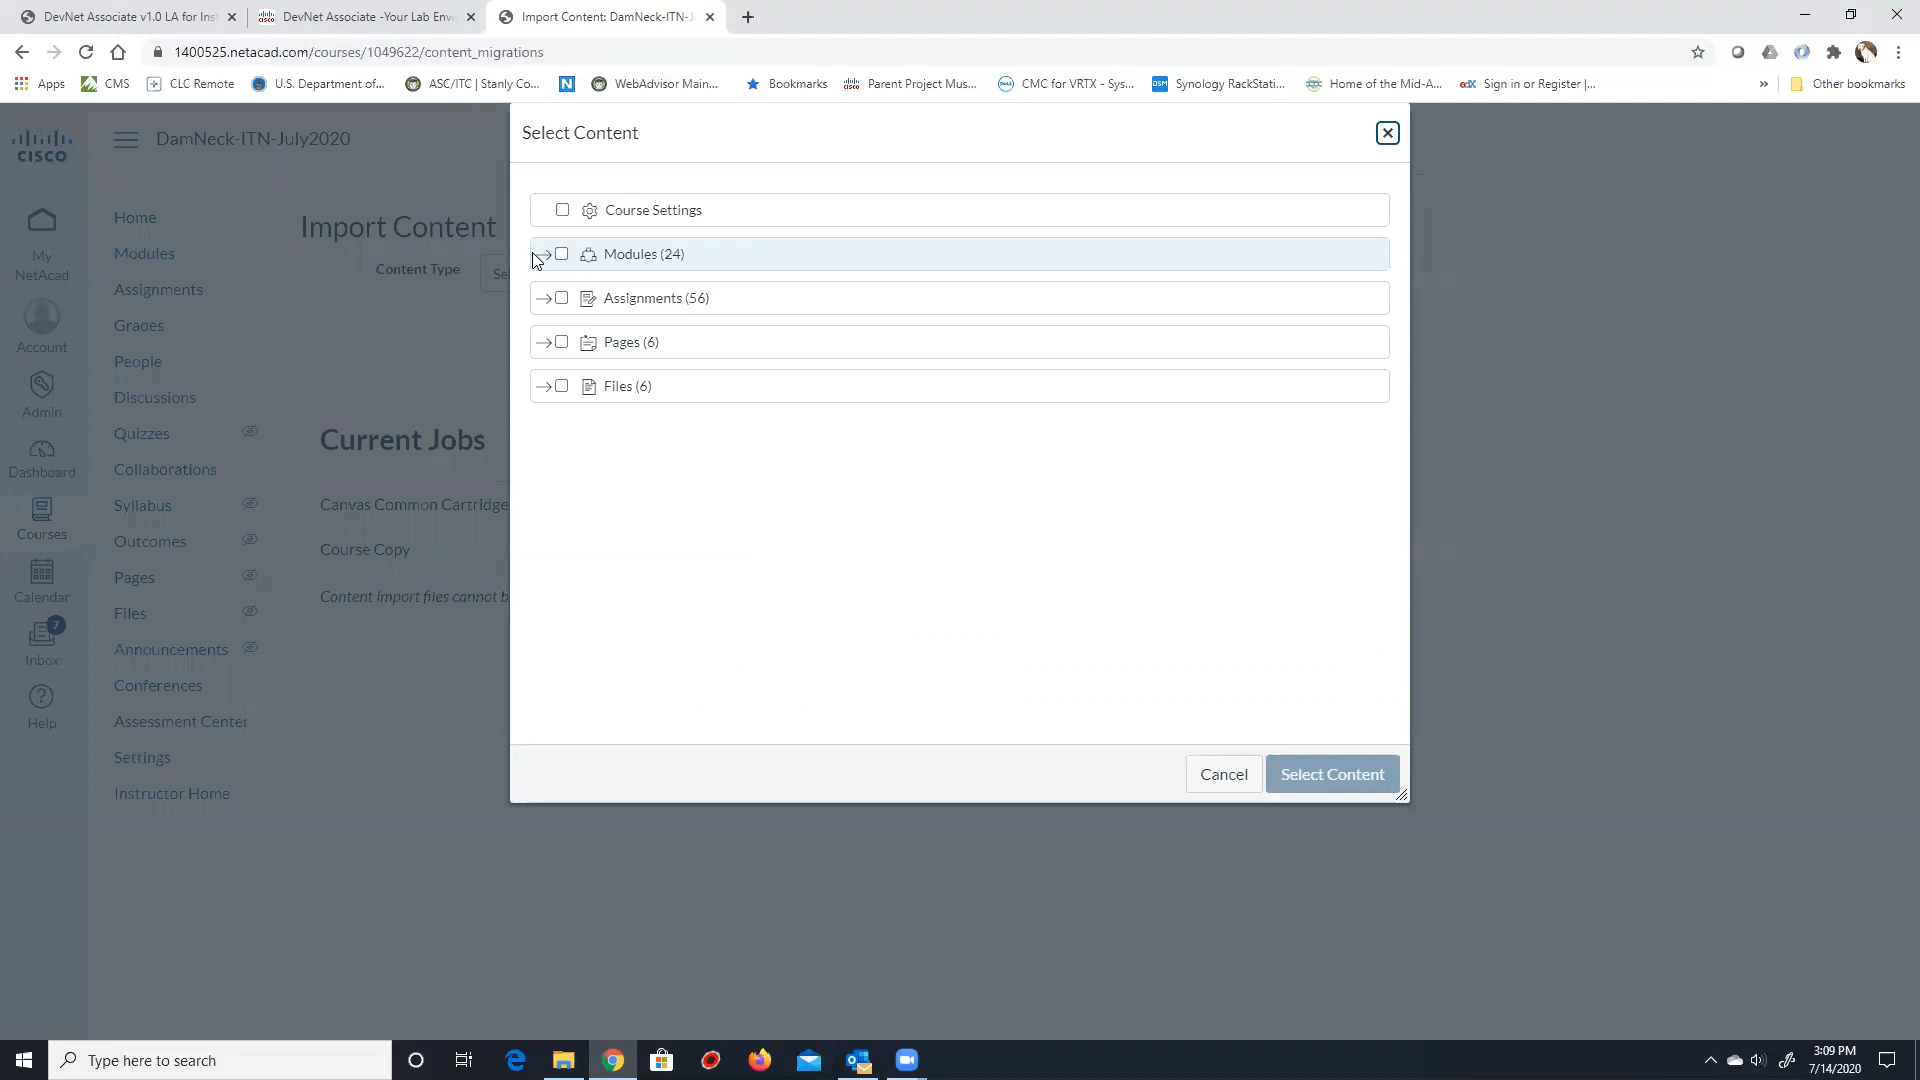 DevNet Associate v1.0 LA for Inst
DevNet Associate -Your Lab Envi
Import Content: DamNeck-ITN-J
1400525.netacad.com/courses/1049622/content_migrations
Apps
CMS
CLC Remote
U.S. Department of...
ASC/ITC | Stanly Co...
WebAdvisor Main...
Bookmarks
Parent Project Mus...
CMC for VRTX - Sys...
Synology RackStati...
Home of the Mid-A...
edX Sign in or Register |...
»
Other bookmarks
CISCO
DamNeck-ITN-July2020
My
NetAcad
Account
Admin
Dashboard
Courses
Calendar
7
Inbox
Help
Home
Modules
Assignments
Grades
People
Discussions
Quizzes
Collaborations
Syllabus
Outcomes
Pages
Files
Announcements
Conferences
Assessment Center
Settings
Instructor Home
Import Content
Content Type
Se
Current Jobs
Canvas Common Cartridge
Course Copy
Content import files cannot b
Select Content
Course Settings
Modules (24)
Assignments (56)
Pages (6)
Files (6)
Cancel
Select Content
Type here to search
3:09 PM
7/14/2020